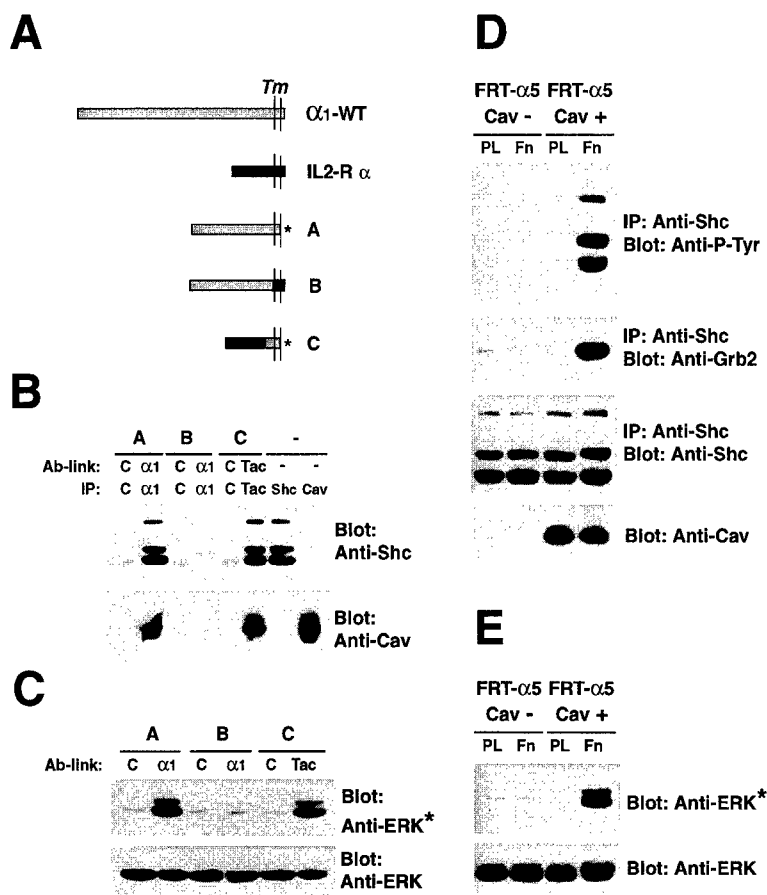 A
Tm
α1-WT
IL2-R α
* A
B
* C
B
A B C -
Ab-link: C α1 C α1 C Tac - -
IP: C α1 C α1 C Tac Shc Cav
Blot:
Anti-Shc
Blot:
Anti-Cav
C
A B C
Ab-link: C α1 C α1 C Tac
Blot:
Anti-ERK*
Blot:
Anti-ERK
D
FRT-α5 FRT-α5
Cav - Cav +
PL Fn PL Fn
IP: Anti-Shc
Blot: Anti-P-Tyr
IP: Anti-Shc
Blot: Anti-Grb2
IP: Anti-Shc
Blot: Anti-Shc
Blot: Anti-Cav
E
FRT-α5 FRT-α5
Cav - Cav +
PL Fn PL Fn
Blot: Anti-ERK*
Blot: Anti-ERK